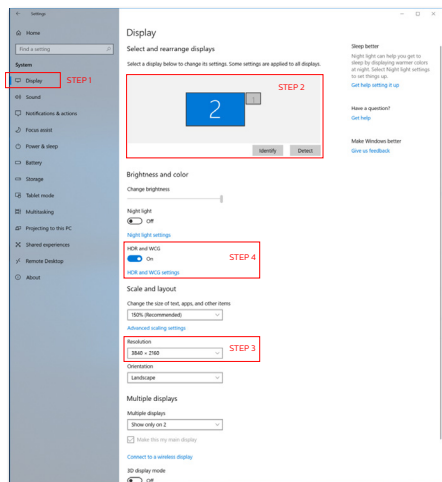 Settings
Home
Find a setting
System
Display
STEP 1
Sound
Notifications & actions
Focus assist
Power & sleep
Battery
Storage
Tablet mode
Multitasking
Projecting to this PC
Shared experiences
Remote Desktop
About
Display
Select and rearrange displays
Select a display below to change its settings. Some settings are applied to all displays.
STEP 2
2
1
Identify
Detect
Brightness and color
Change brightness
Night light
Off
Night light settings
HDR and WCG
On
STEP 4
HDR and WCG settings
Scale and layout
Change the size of text, apps, and other items
150% (Recommended)
Advanced scaling settings
Resolution
3840 × 2160
STEP 3
Orientation
Landscape
Multiple displays
Multiple displays
Show only on 2
Make this my main display
Connect to a wireless display
3D display mode
Off
Sleep better
Night light can help you get to
sleep by displaying warmer colors
at night. Select Night light settings
to set things up.
Get help setting it up
Have a question?
Get help
Make Windows better
Give us feedback